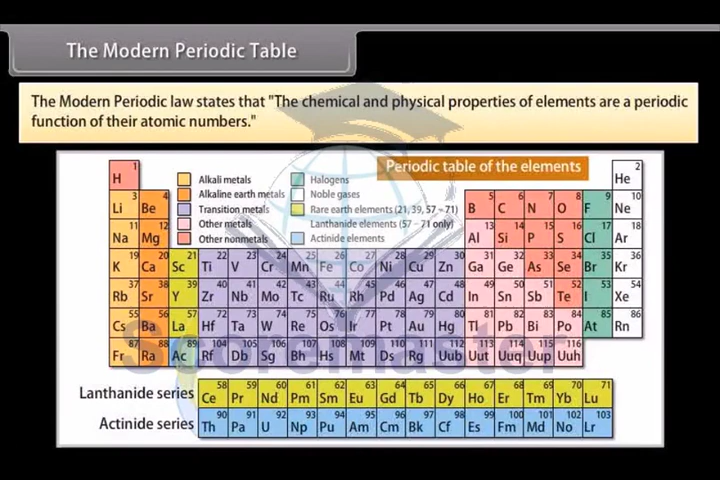 The Modern Periodic Table
The Modern Periodic law states that "The chemical and physical properties of elements are a periodic
function of their atomic numbers."
Periodic table of the elements
Alkali metals
Alkaline earth metals
Transition metals
Other metals
Other nonmetals
Halogens
Noble gases
Rare earth elements (21, 39, 57 – 71)
Lanthanide elements (57 – 71 only)
Actinide elements
1 2
H He
3 4 5 6 7 8 9 10
Li Be B C N O F Ne
11 12 13 14 15 16 17 18
Na Mg Al Si P S Cl Ar
19 20 21 22 23 24 25 26 27 28 29 30 31 32 33 34 35 36
K Ca Sc Ti V Cr Mn Fe Co Ni Cu Zn Ga Ge As Se Br Kr
37 38 39 40 41 42 43 44 45 46 47 48 49 50 51 52 53 54
Rb Sr Y Zr Nb Mo Tc Ru Rh Pd Ag Cd In Sn Sb Te I Xe
55 56 57 72 73 74 75 76 77 78 79 80 81 82 83 84 85 86
Cs Ba La Hf Ta W Re Os Ir Pt Au Hg Tl Pb Bi Po At Rn
87 88 89 104 105 106 107 108 109 110 111 112 113 114 115 116
Fr Ra Ac Rf Db Sg Bh Hs Mt Ds Rg Uub Uut Uuq Uup Uuh
Scoremaster
58 59 60 61 62 63 64 65 66 67 68 69 70 71
Lanthanide series Ce Pr Nd Pm Sm Eu Gd Tb Dy Ho Er Tm Yb Lu
90 91 92 93 94 95 96 97 98 99 100 101 102 103
Actinide series Th Pa U Np Pu Am Cm Bk Cf Es Fm Md No Lr